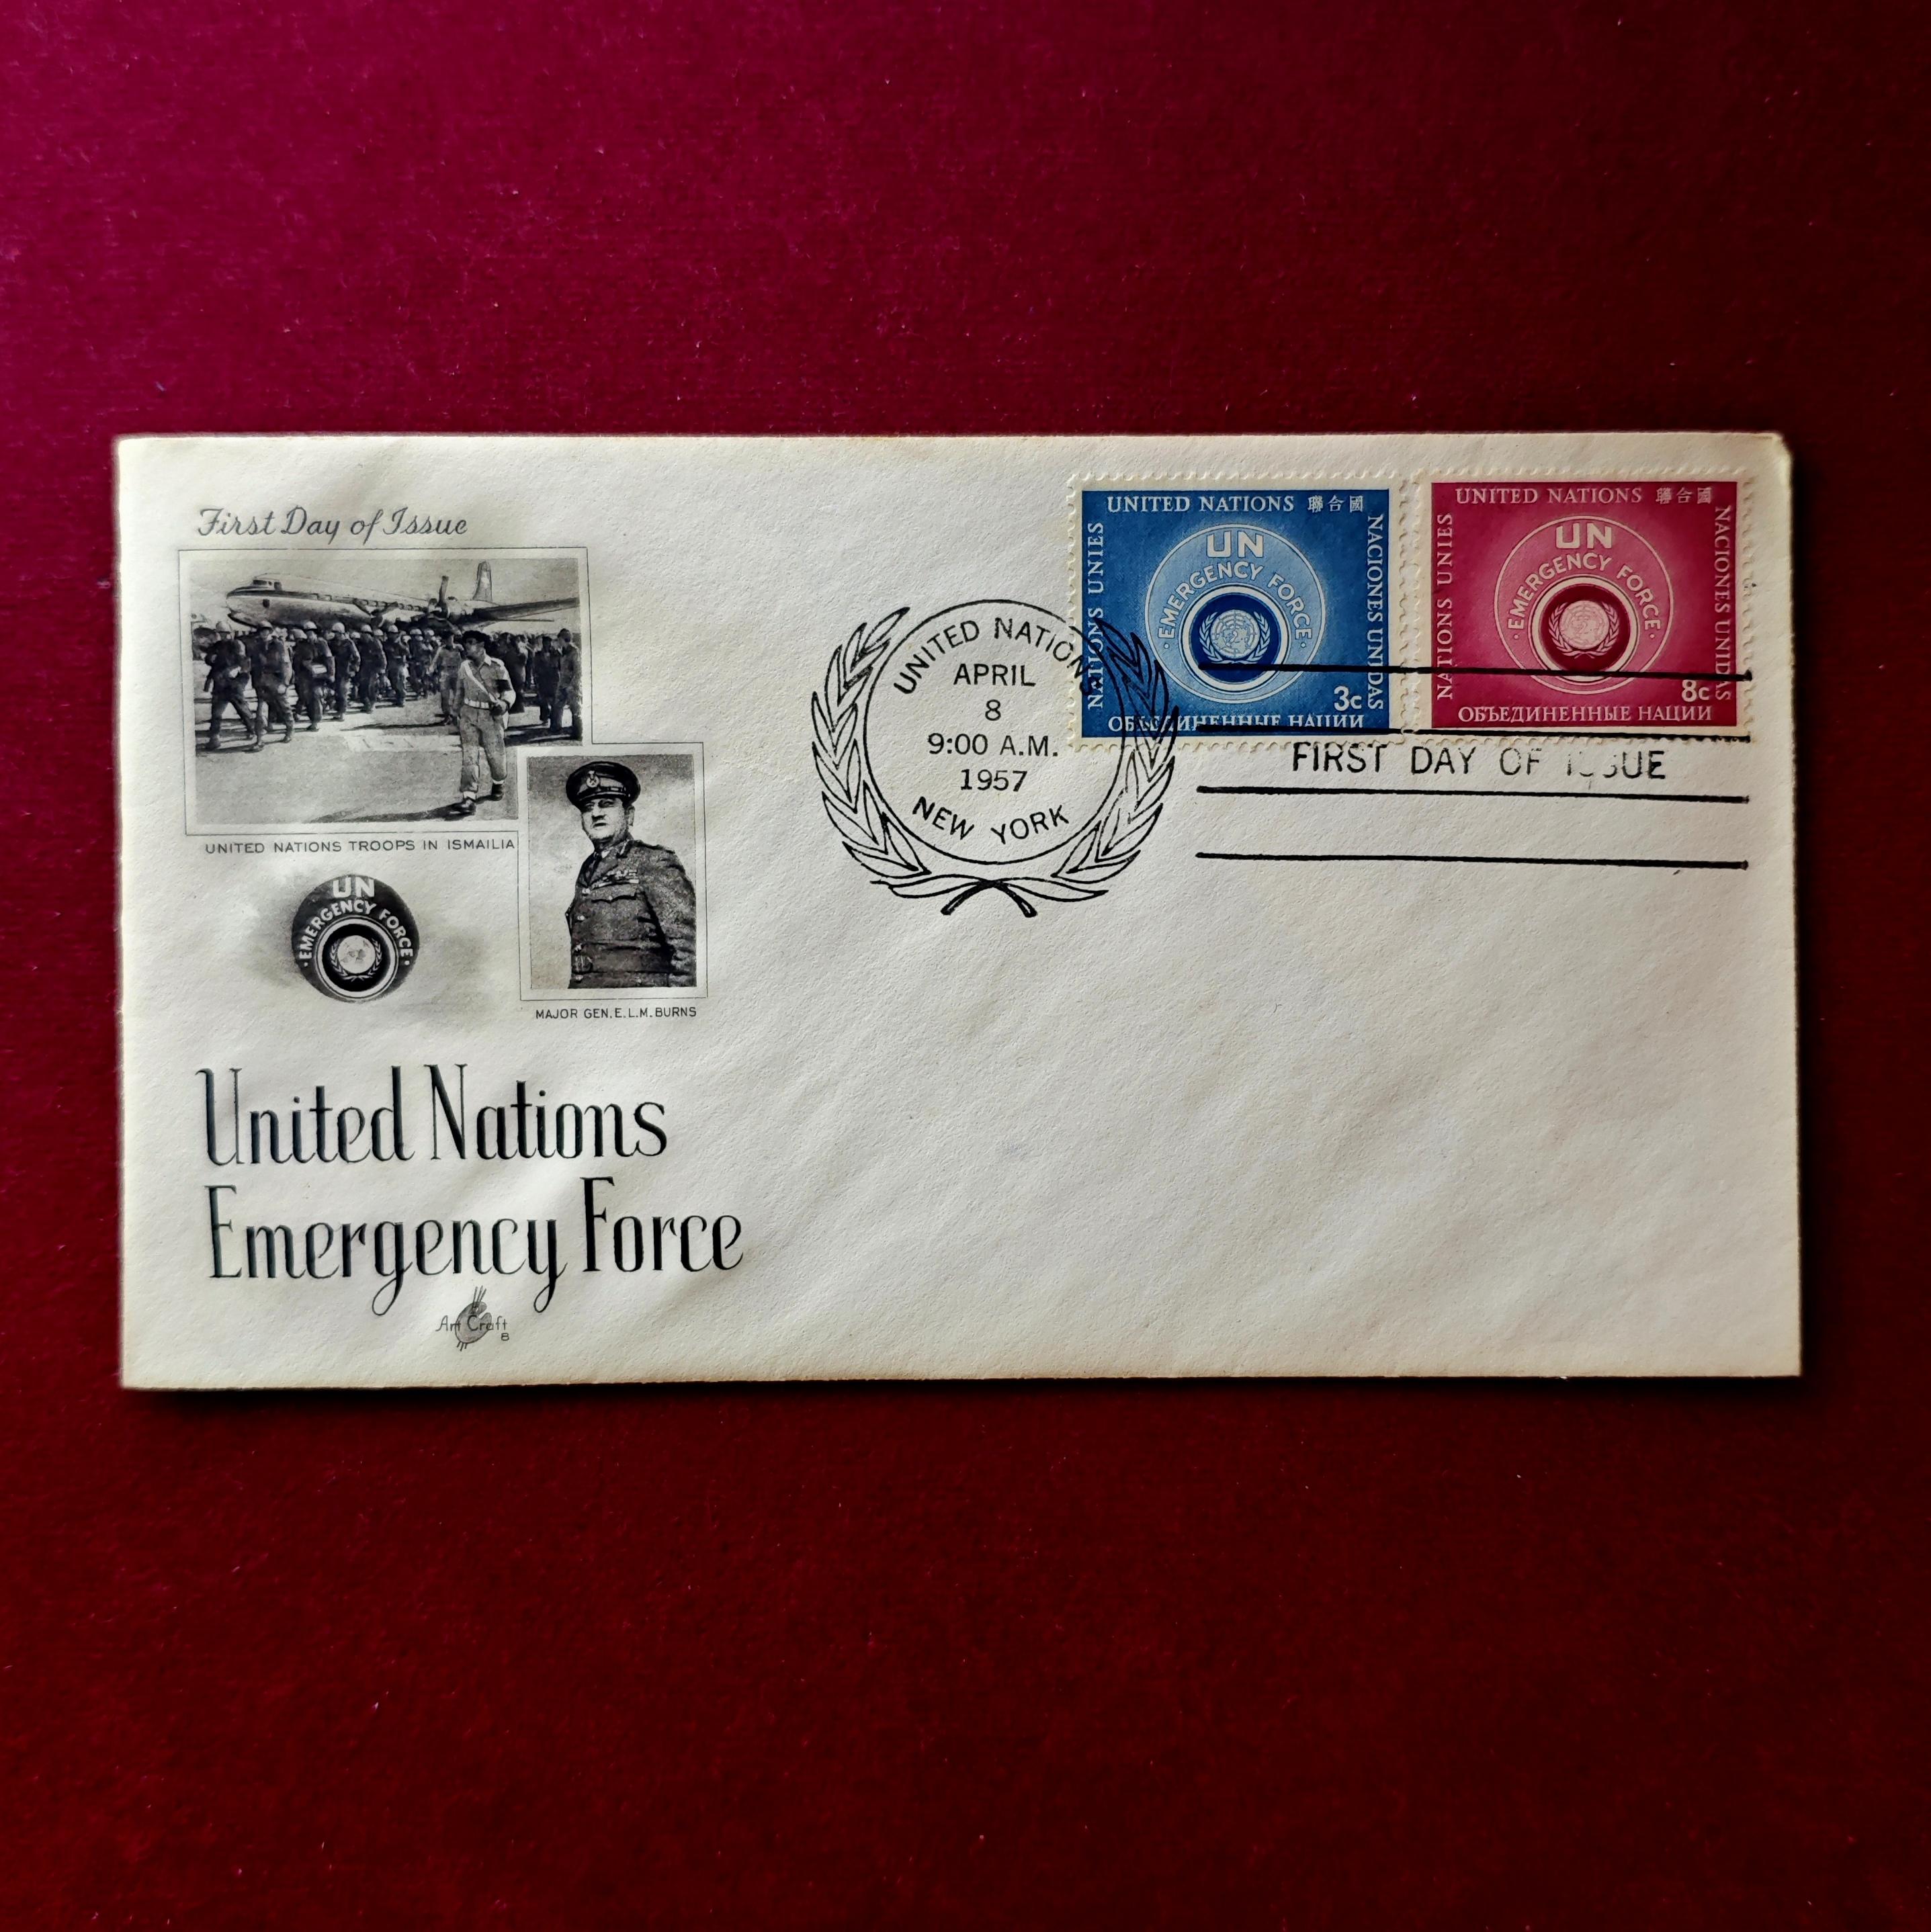 First Day of Issue
UNITED NATIONS TROOPS IN ISMAILIA
UN
EMERGENCY FORCE
MAJOR GEN. E.L.M. BURNS
United Nations
Emergency Force
Art Craft
8
UNITED NATIONS
APRIL
8
9:00 A.M.
1957
NEW YORK
UNITED NATIONS 聯合國
NATIONS UNIES
NACIONES UNIDAS
UN
EMERGENCY FORCE
3c
ОБЪЕДИНЕННЫЕ НАЦИИ
UNITED NATIONS 聯合國
NATIONS UNIES
NACIONES UNIDAS
UN
EMERGENCY FORCE
8c
ОБЪЕДИНЕННЫЕ НАЦИИ
FIRST DAY OF ISSUE